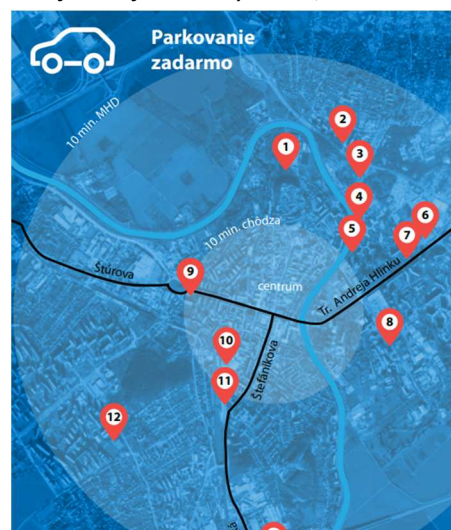 Parkovanie
zadarmo
10 min. MHD
2
1
3
4
10 min. chôdza
6
5
7
9
Štúrova
centrum
Tr. Andreja Hlinku
8
10
Štefánikova
11
12